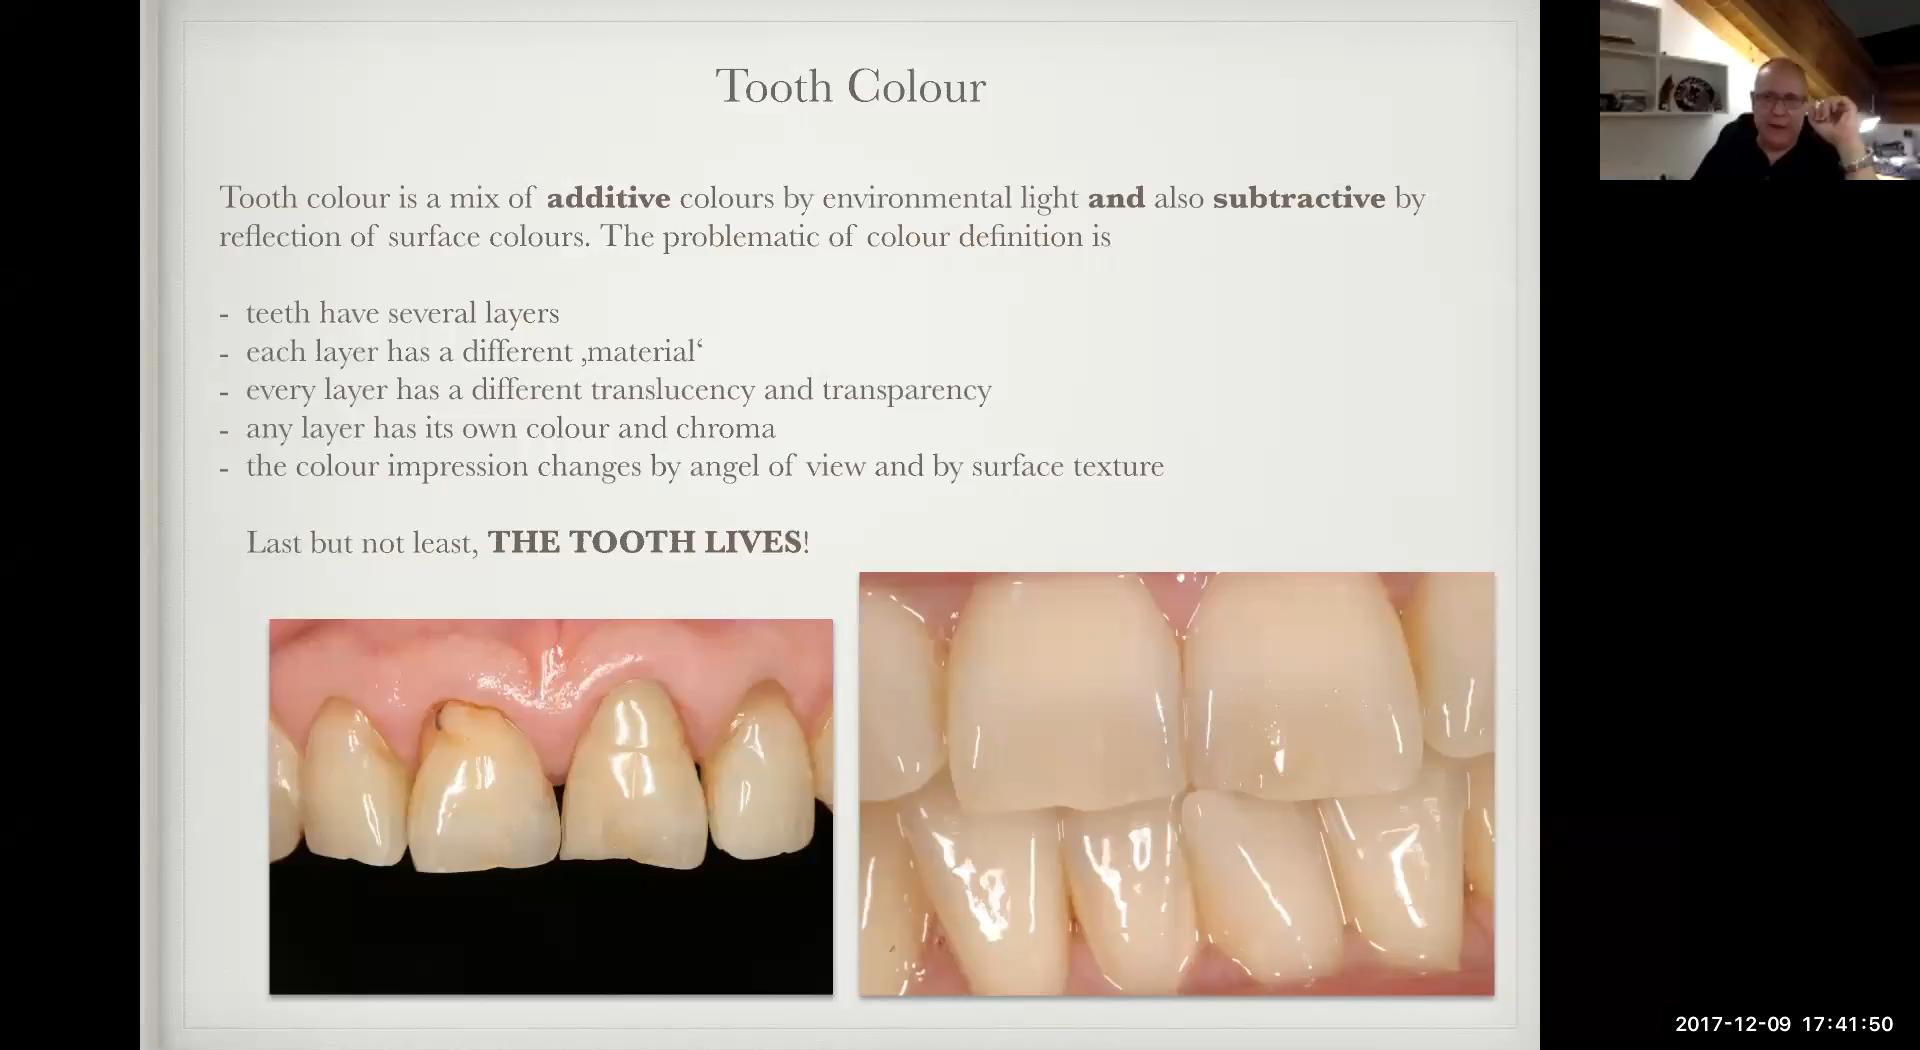 Tooth Colour
Tooth colour is a mix of additive colours by environmental light and also subtractive by
reflection of surface colours. The problematic of colour definition is
- teeth have several layers
- each layer has a different ‚material‘
- every layer has a different translucency and transparency
- any layer has its own colour and chroma
- the colour impression changes by angel of view and by surface texture
Last but not least, THE TOOTH LIVES!
2017-12-09 17:41:50